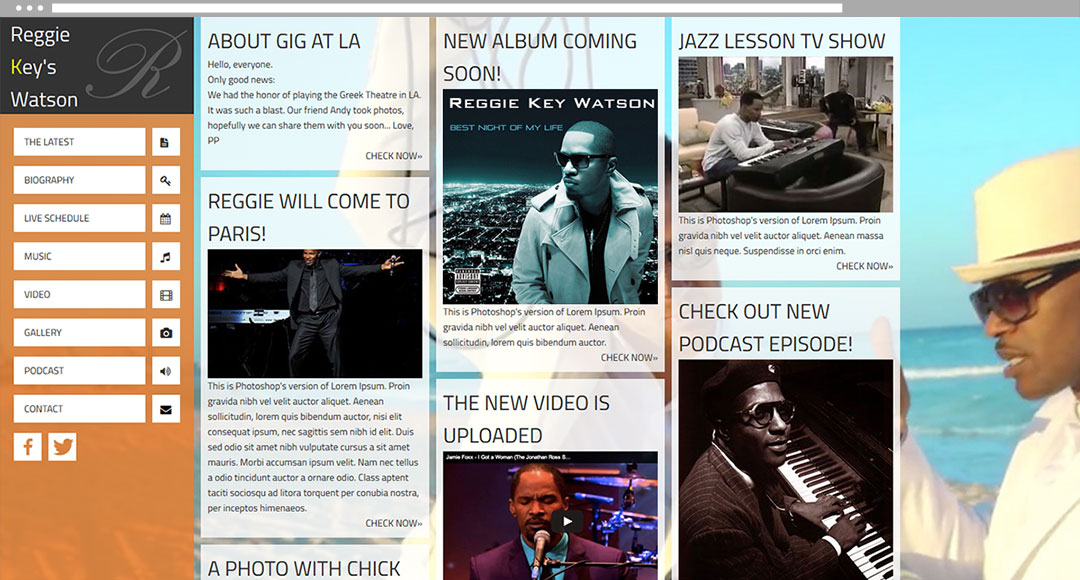 Reggie
Key's
Watson
R
THE LATEST
BIOGRAPHY
LIVE SCHEDULE
MUSIC
VIDEO
GALLERY
PODCAST
CONTACT
ABOUT GIG AT LA
Hello, everyone.
Only good news:
We had the honor of playing the Greek Theatre in LA.
It was such a blast. Our friend Andy took photos,
hopefully we can share them with you soon... Love,
PP
CHECK NOW»
REGGIE WILL COME TO
PARIS!
This is Photoshop's version of Lorem Ipsum. Proin
gravida nibh vel velit auctor aliquet. Aenean
sollicitudin, lorem quis bibendum auctor, nisi elit
consequat ipsum, nec sagittis sem nibh id elit. Duis
sed odio sit amet nibh vulputate cursus a sit amet
mauris. Morbi accumsan ipsum velit. Nam nec tellus
a odio tincidunt auctor a ornare odio. Class aptent
taciti sociosqu ad litora torquent per conubia nostra,
per inceptos himenaeos.
CHECK NOW»
A PHOTO WITH CHICK
NEW ALBUM COMING
SOON!
REGGIE KEY WATSON
BEST NIGHT OF MY LIFE
PARENTAL
ADVISORY
EXPLICIT CONTENT
This is Photoshop's version of Lorem Ipsum. Proin
gravida nibh vel velit auctor aliquet. Aenean
sollicitudin, lorem quis bibendum auctor.
CHECK NOW»
THE NEW VIDEO IS
UPLOADED
Jamie Foxx - I Got a Woman (The Jonathan Ross S...
JAZZ LESSON TV SHOW
This is Photoshop's version of Lorem Ipsum. Proin
gravida nibh vel velit auctor aliquet. Aenean massa
nisl quis neque. Suspendisse in orci enim.
CHECK NOW»
CHECK OUT NEW
PODCAST EPISODE!